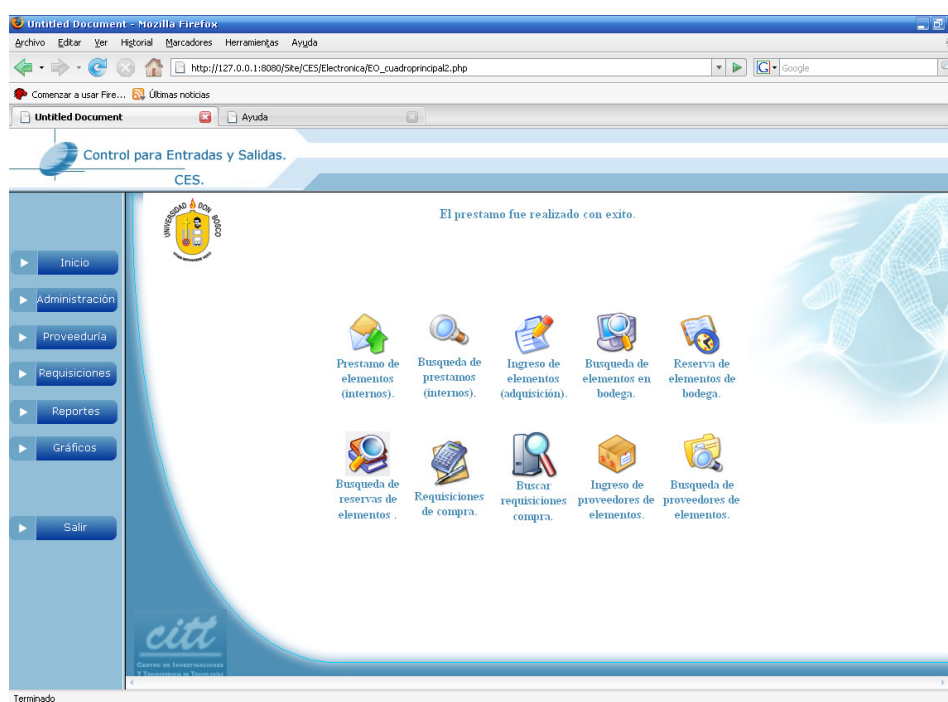 Untitled Document - Mozilla Firefox
Archivo Editar Ver Historial Marcadores Herramientas Ayuda
http://127.0.0.1:8080/Site/CES/Electronica/EO_cuadroprincipal2.php
G Google
Comenzar a usar Fire... Últimas noticias
Untitled Document Ayuda
Control para Entradas y Salidas.
CES.
UNIVERSIDAD DON BOSCO
El prestamo fue realizado con exito.
Inicio
Administración
Proveeduría
Requisiciones
Reportes
Gráficos
Salir
Prestamo de
elementos
(internos).
Busqueda de
prestamos
(internos).
Ingreso de
elementos
(adquisición).
Busqueda de
elementos en
bodega.
Reserva de
elementos de
bodega.
Busqueda de
reservas de
elementos .
Requisiciones
de compra.
Buscar
requisiciones
compra.
Ingreso de
proveedores de
elementos.
Busqueda de
proveedores de
elementos.
citt
Centro de Investigaciones
y Transferencia de Tecnología
Terminado